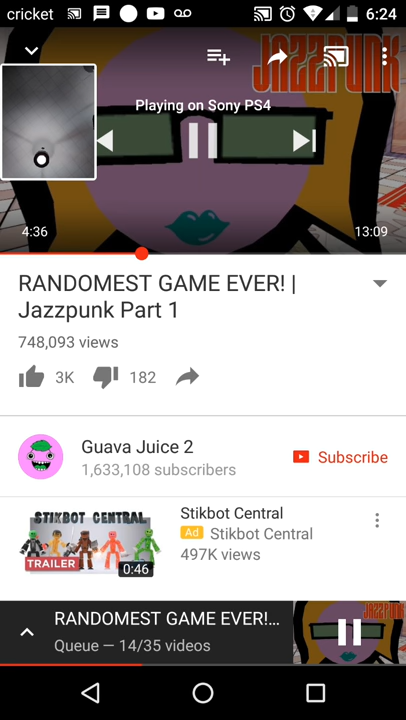 cricket
6:24
JAZZPUNK
Playing on Sony PS4
4:36
13:09
RANDOMEST GAME EVER! |
Jazzpunk Part 1
748,093 views
3K
182
Guava Juice 2
1,633,108 subscribers
Subscribe
STIKBOT CENTRAL
TRAILER
0:46
Stikbot Central
Ad Stikbot Central
497K views
RANDOMEST GAME EVER!...
Queue — 14/35 videos
JAZZPUNK